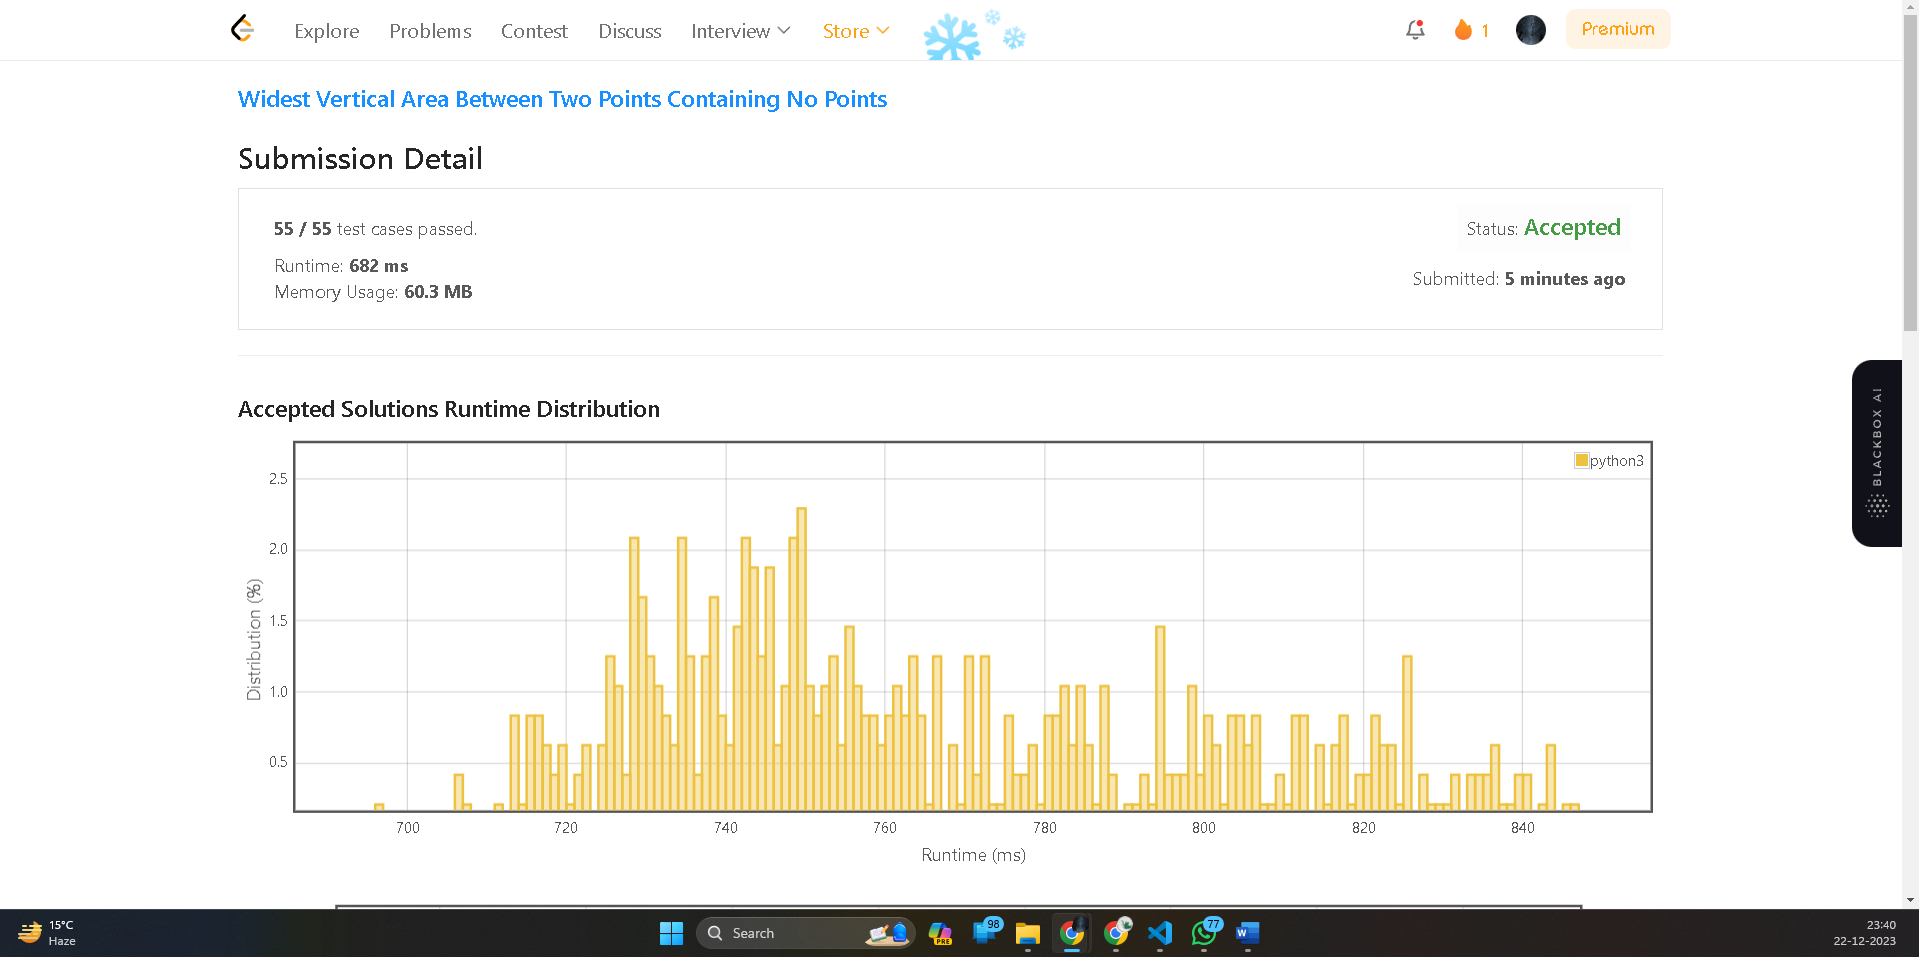 Explore Problems Contest Discuss Interview Store 1 Premium
Widest Vertical Area Between Two Points Containing No Points
Submission Detail
55 / 55 test cases passed.
Status: Accepted
Runtime: 682 ms
Submitted: 5 minutes ago
Memory Usage: 60.3 MB
BLACKBOX AI
Accepted Solutions Runtime Distribution
python3
2.5
2.0
1.5
1.0
0.5
Distribution (%)
700 720 740 760 780 800 820 840
Runtime (ms)
15°C
Haze
Search
PRE
98
77
W
23:40
22-12-2023